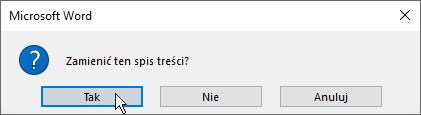 Microsoft Word
Zamienić ten spis treści?
Tak Nie Anuluj